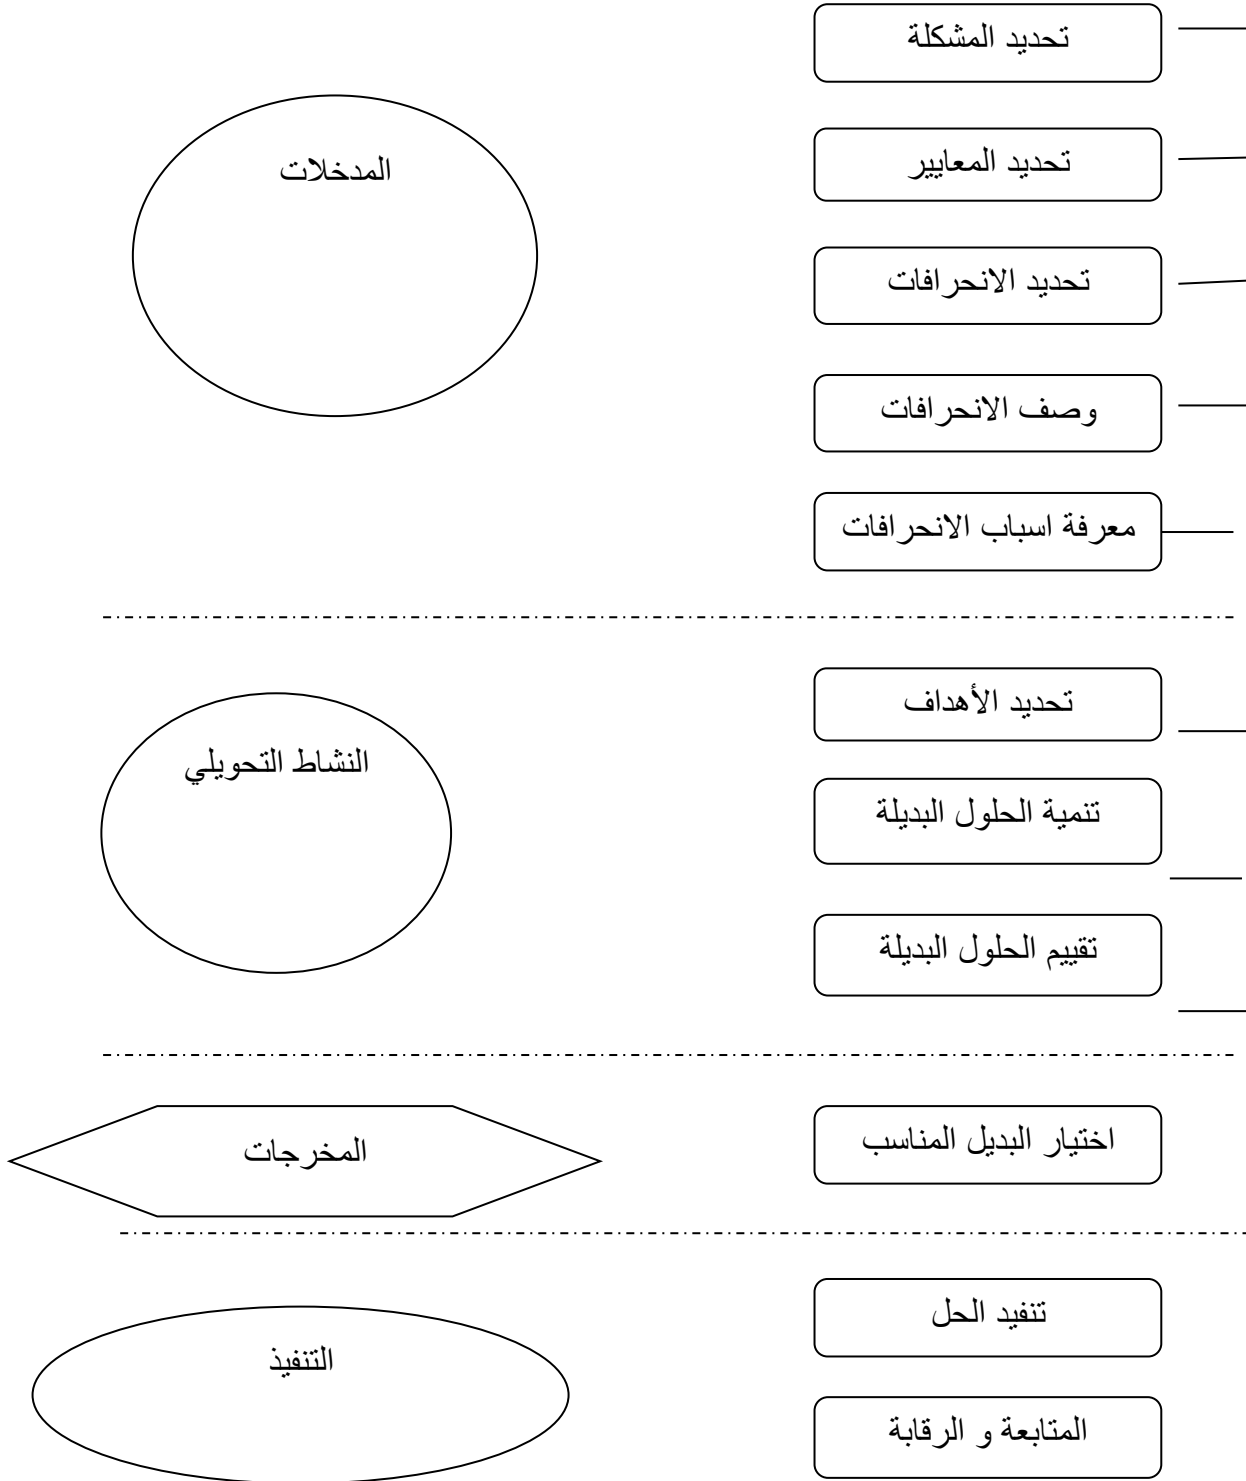 تحديد المشكلة
المدخلات
تحديد المعايير
تحديد الانحرافات
وصف الانحرافات
معرفة اسباب الانحرافات
تحديد الأهداف
النشاط التحويلي
تنمية الحلول البديلة
تقييم الحلول البديلة
اختيار البديل المناسب
المخرجات
تنفيد الحل
التنفيذ
المتابعة و الرقابة